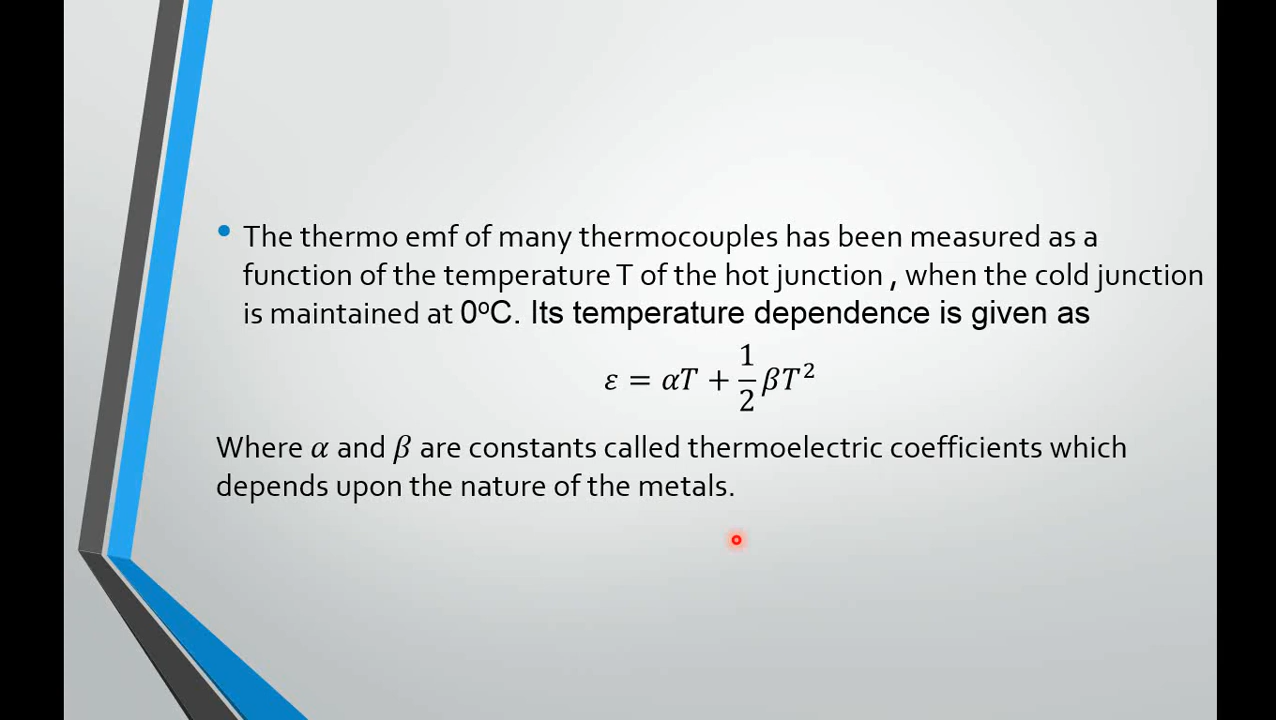 • The thermo emf of many thermocouples has been measured as a
function of the temperature T of the hot junction , when the cold junction
is maintained at 0ºC. Its temperature dependence is given as
ε = αT + 1/2 βT²
Where α and β are constants called thermoelectric coefficients which
depends upon the nature of the metals.